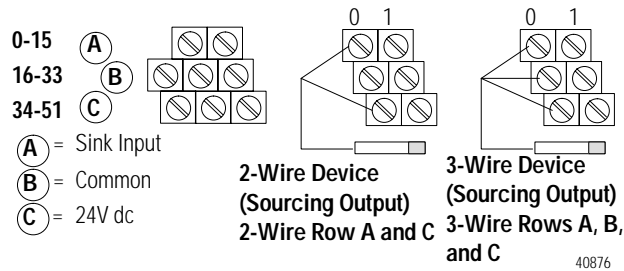 0-15 A
16-33 B
34-51 C
A = Sink Input
B = Common
C = 24V dc
0 1
2-Wire Device
(Sourcing Output)
2-Wire Row A and C
0 1
3-Wire Device
(Sourcing Output)
3-Wire Rows A, B,
and C
40876